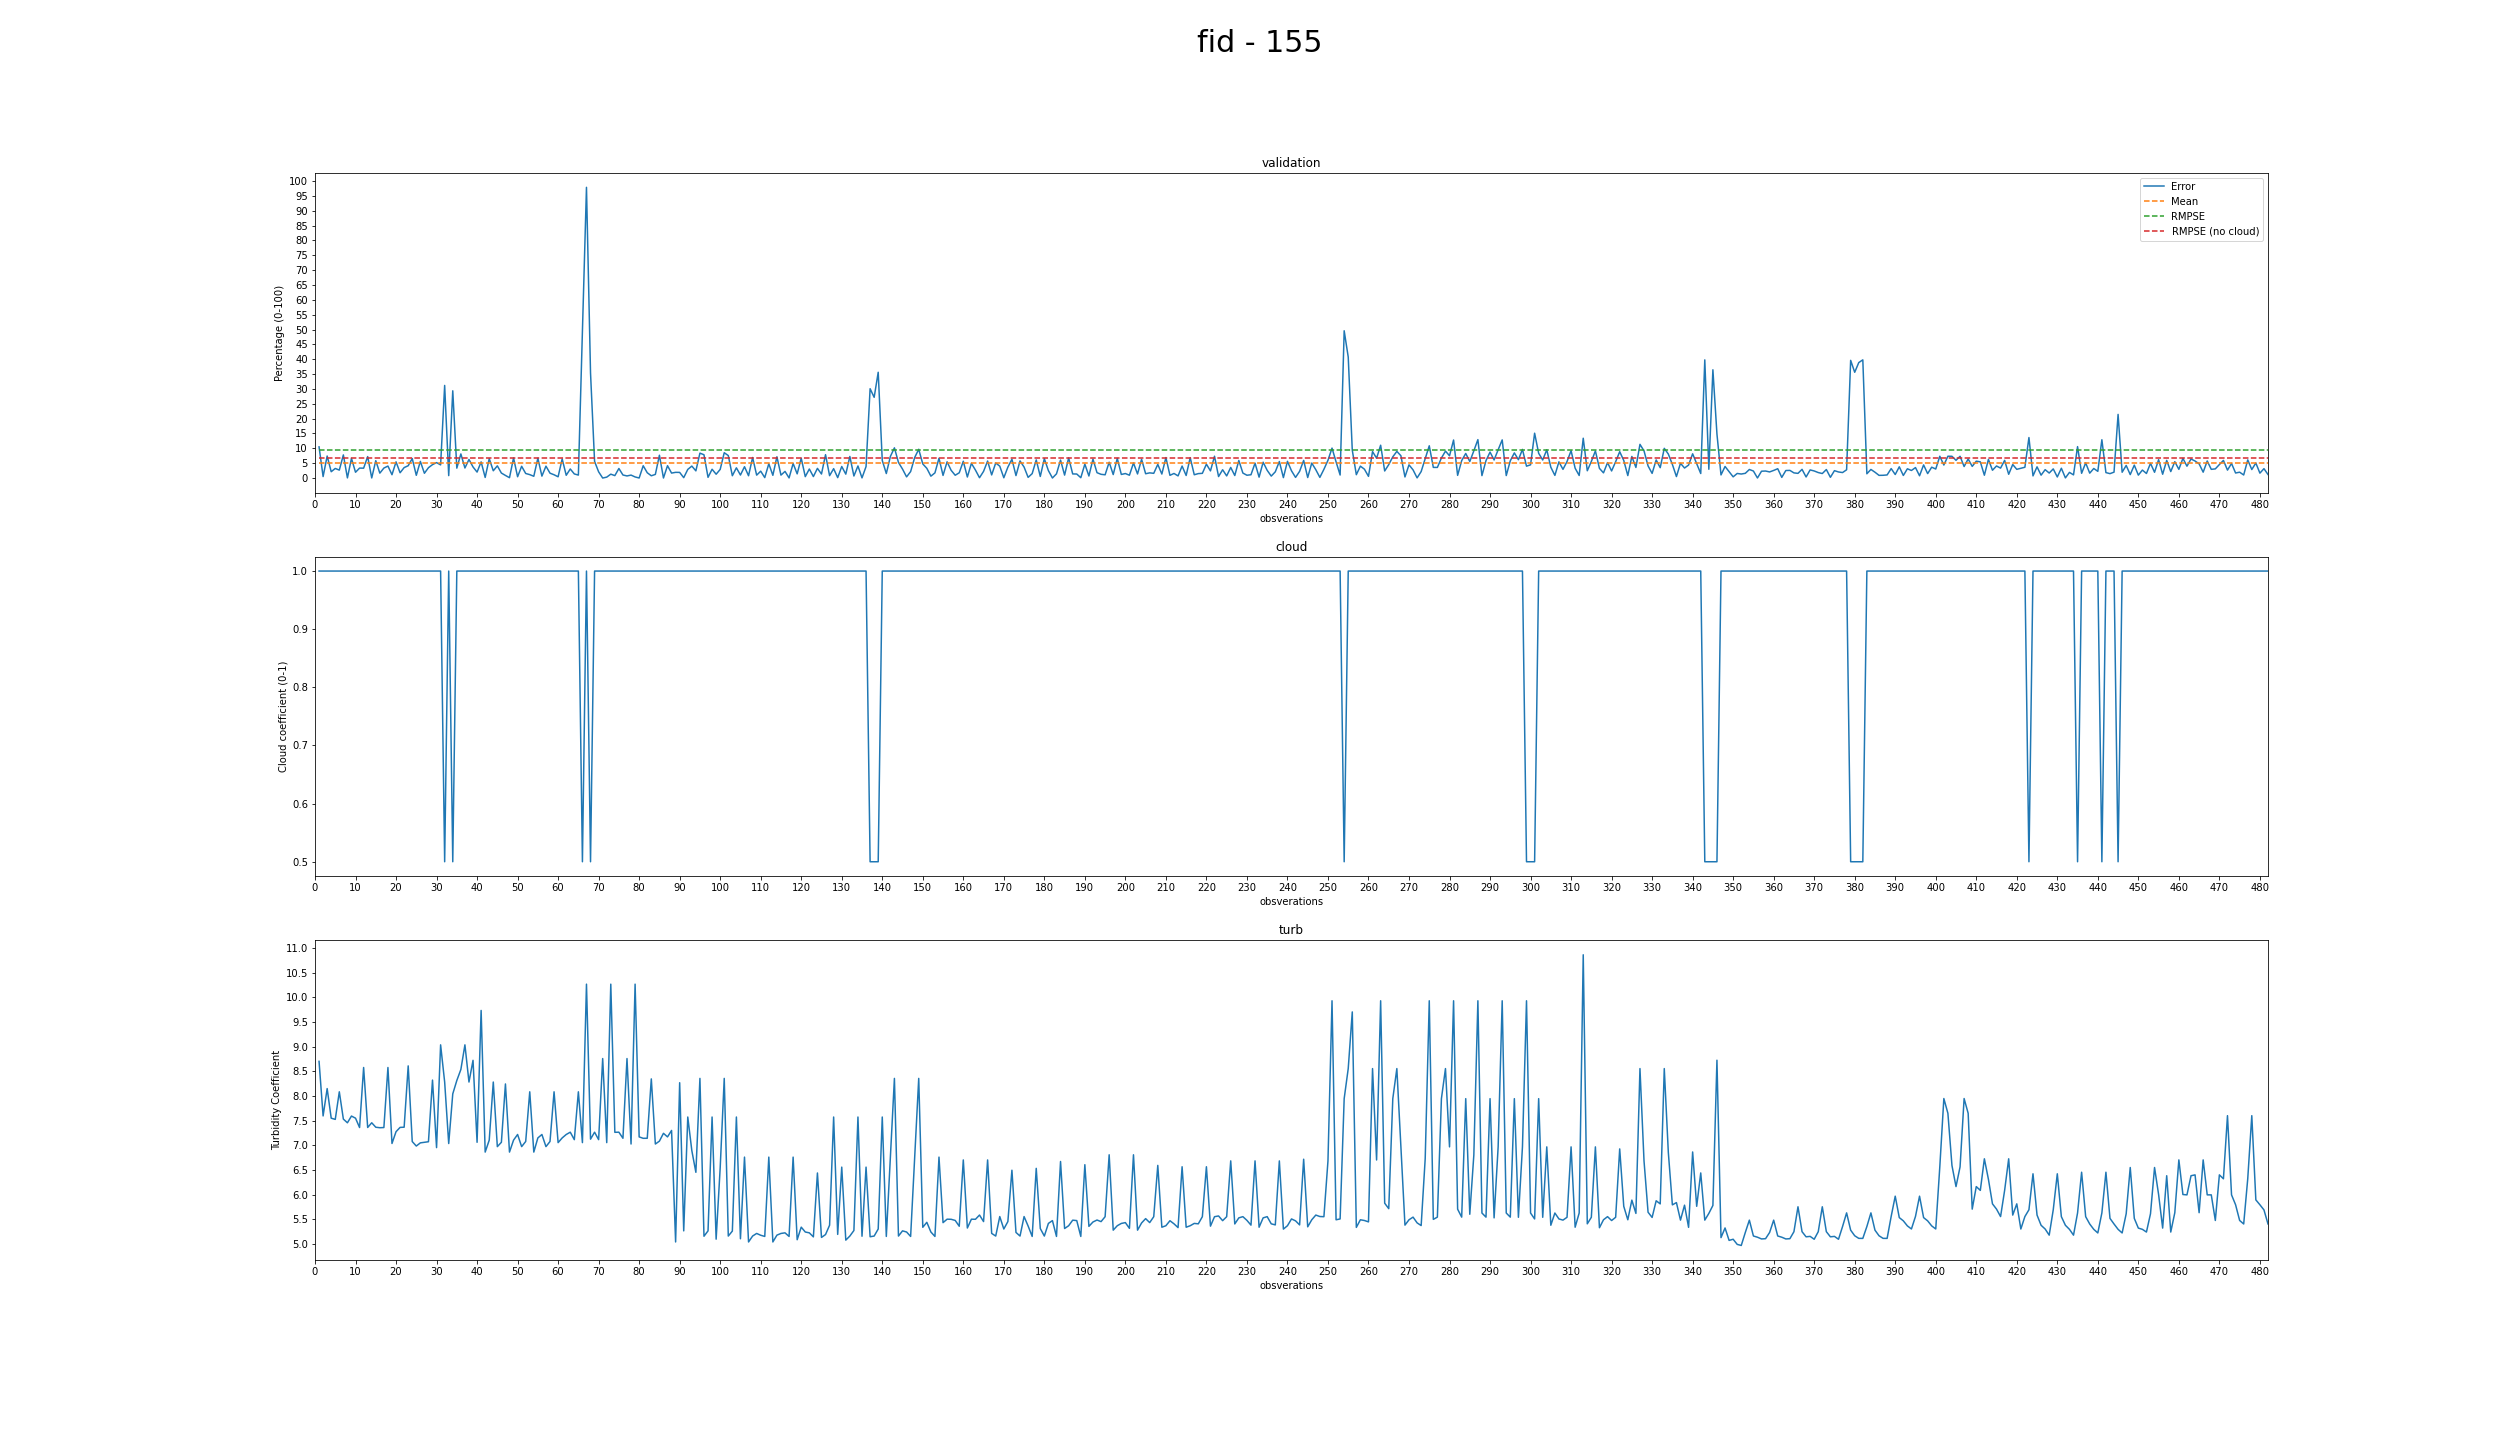 fid - 155
validation
100
95
90
85
80
75
70
65
60
55
50
45
40
35
30
25
20
15
10
5
0
Percentage (0-100)
Error
Mean
RMPSE
RMPSE (no cloud)
0 10 20 30 40 50 60 70 80 90 100 110 120 130 140 150 160 170 180 190 200 210 220 230 240 250 260 270 280 290 300 310 320 330 340 350 360 370 380 390 400 410 420 430 440 450 460 470 480
obsverations
cloud
1.0
0.9
0.8
0.7
0.6
0.5
Cloud coefficient (0-1)
0 10 20 30 40 50 60 70 80 90 100 110 120 130 140 150 160 170 180 190 200 210 220 230 240 250 260 270 280 290 300 310 320 330 340 350 360 370 380 390 400 410 420 430 440 450 460 470 480
obsverations
turb
11.0
10.5
10.0
9.5
9.0
8.5
8.0
7.5
7.0
6.5
6.0
5.5
5.0
Turbidity Coefficient
0 10 20 30 40 50 60 70 80 90 100 110 120 130 140 150 160 170 180 190 200 210 220 230 240 250 260 270 280 290 300 310 320 330 340 350 360 370 380 390 400 410 420 430 440 450 460 470 480
obsverations